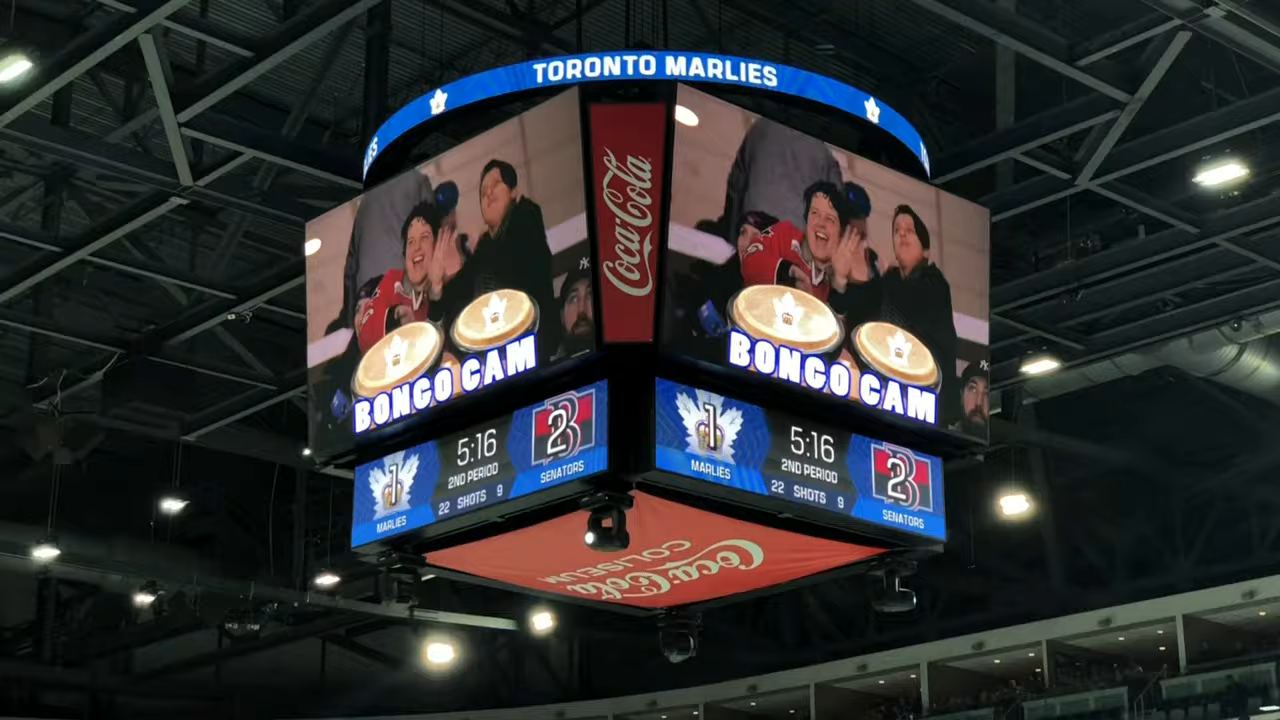 TORONTO MARLIES
Coca-Cola
BONGO CAM
BONGO CAM
1
5:16
2
2ND PERIOD
MARLIES
22 SHOTS 9
SENATORS
1
5:16
2
2ND PERIOD
MARLIES
22 SHOTS 9
SENATORS
Coca-Cola
COLISEUM